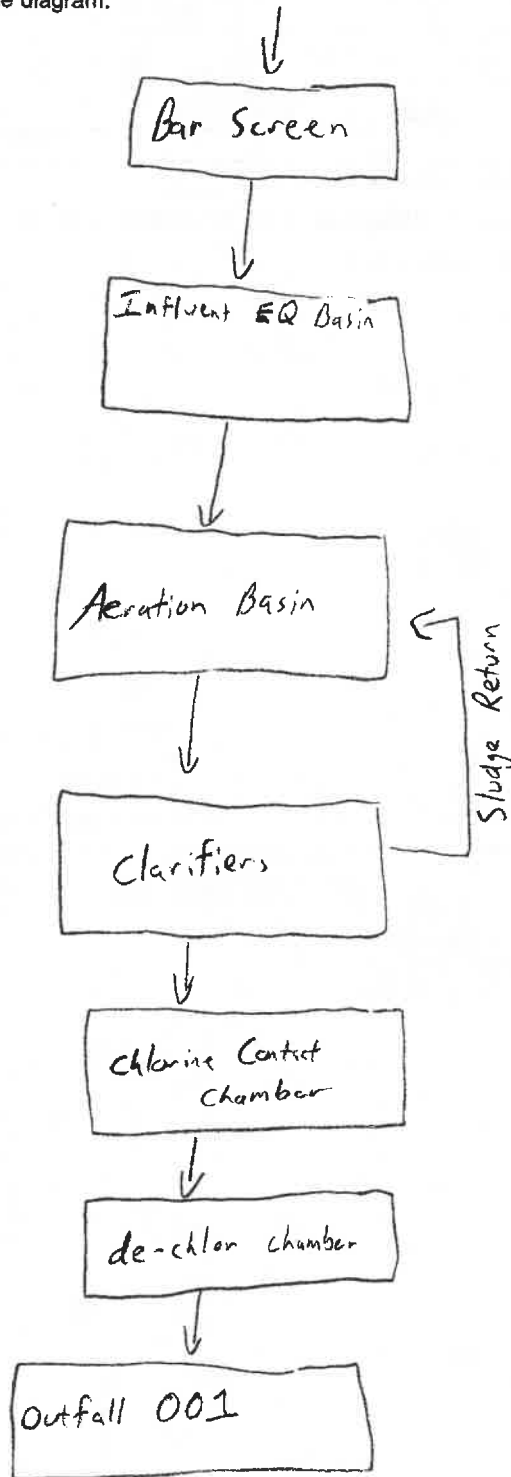 e diagram.
Bar Screen
Influent EQ Basin
Aeration Basin
Sludge Return
Clarifiers
Chlorine Contact
Chamber
de-chlor chamber
Outfall 001